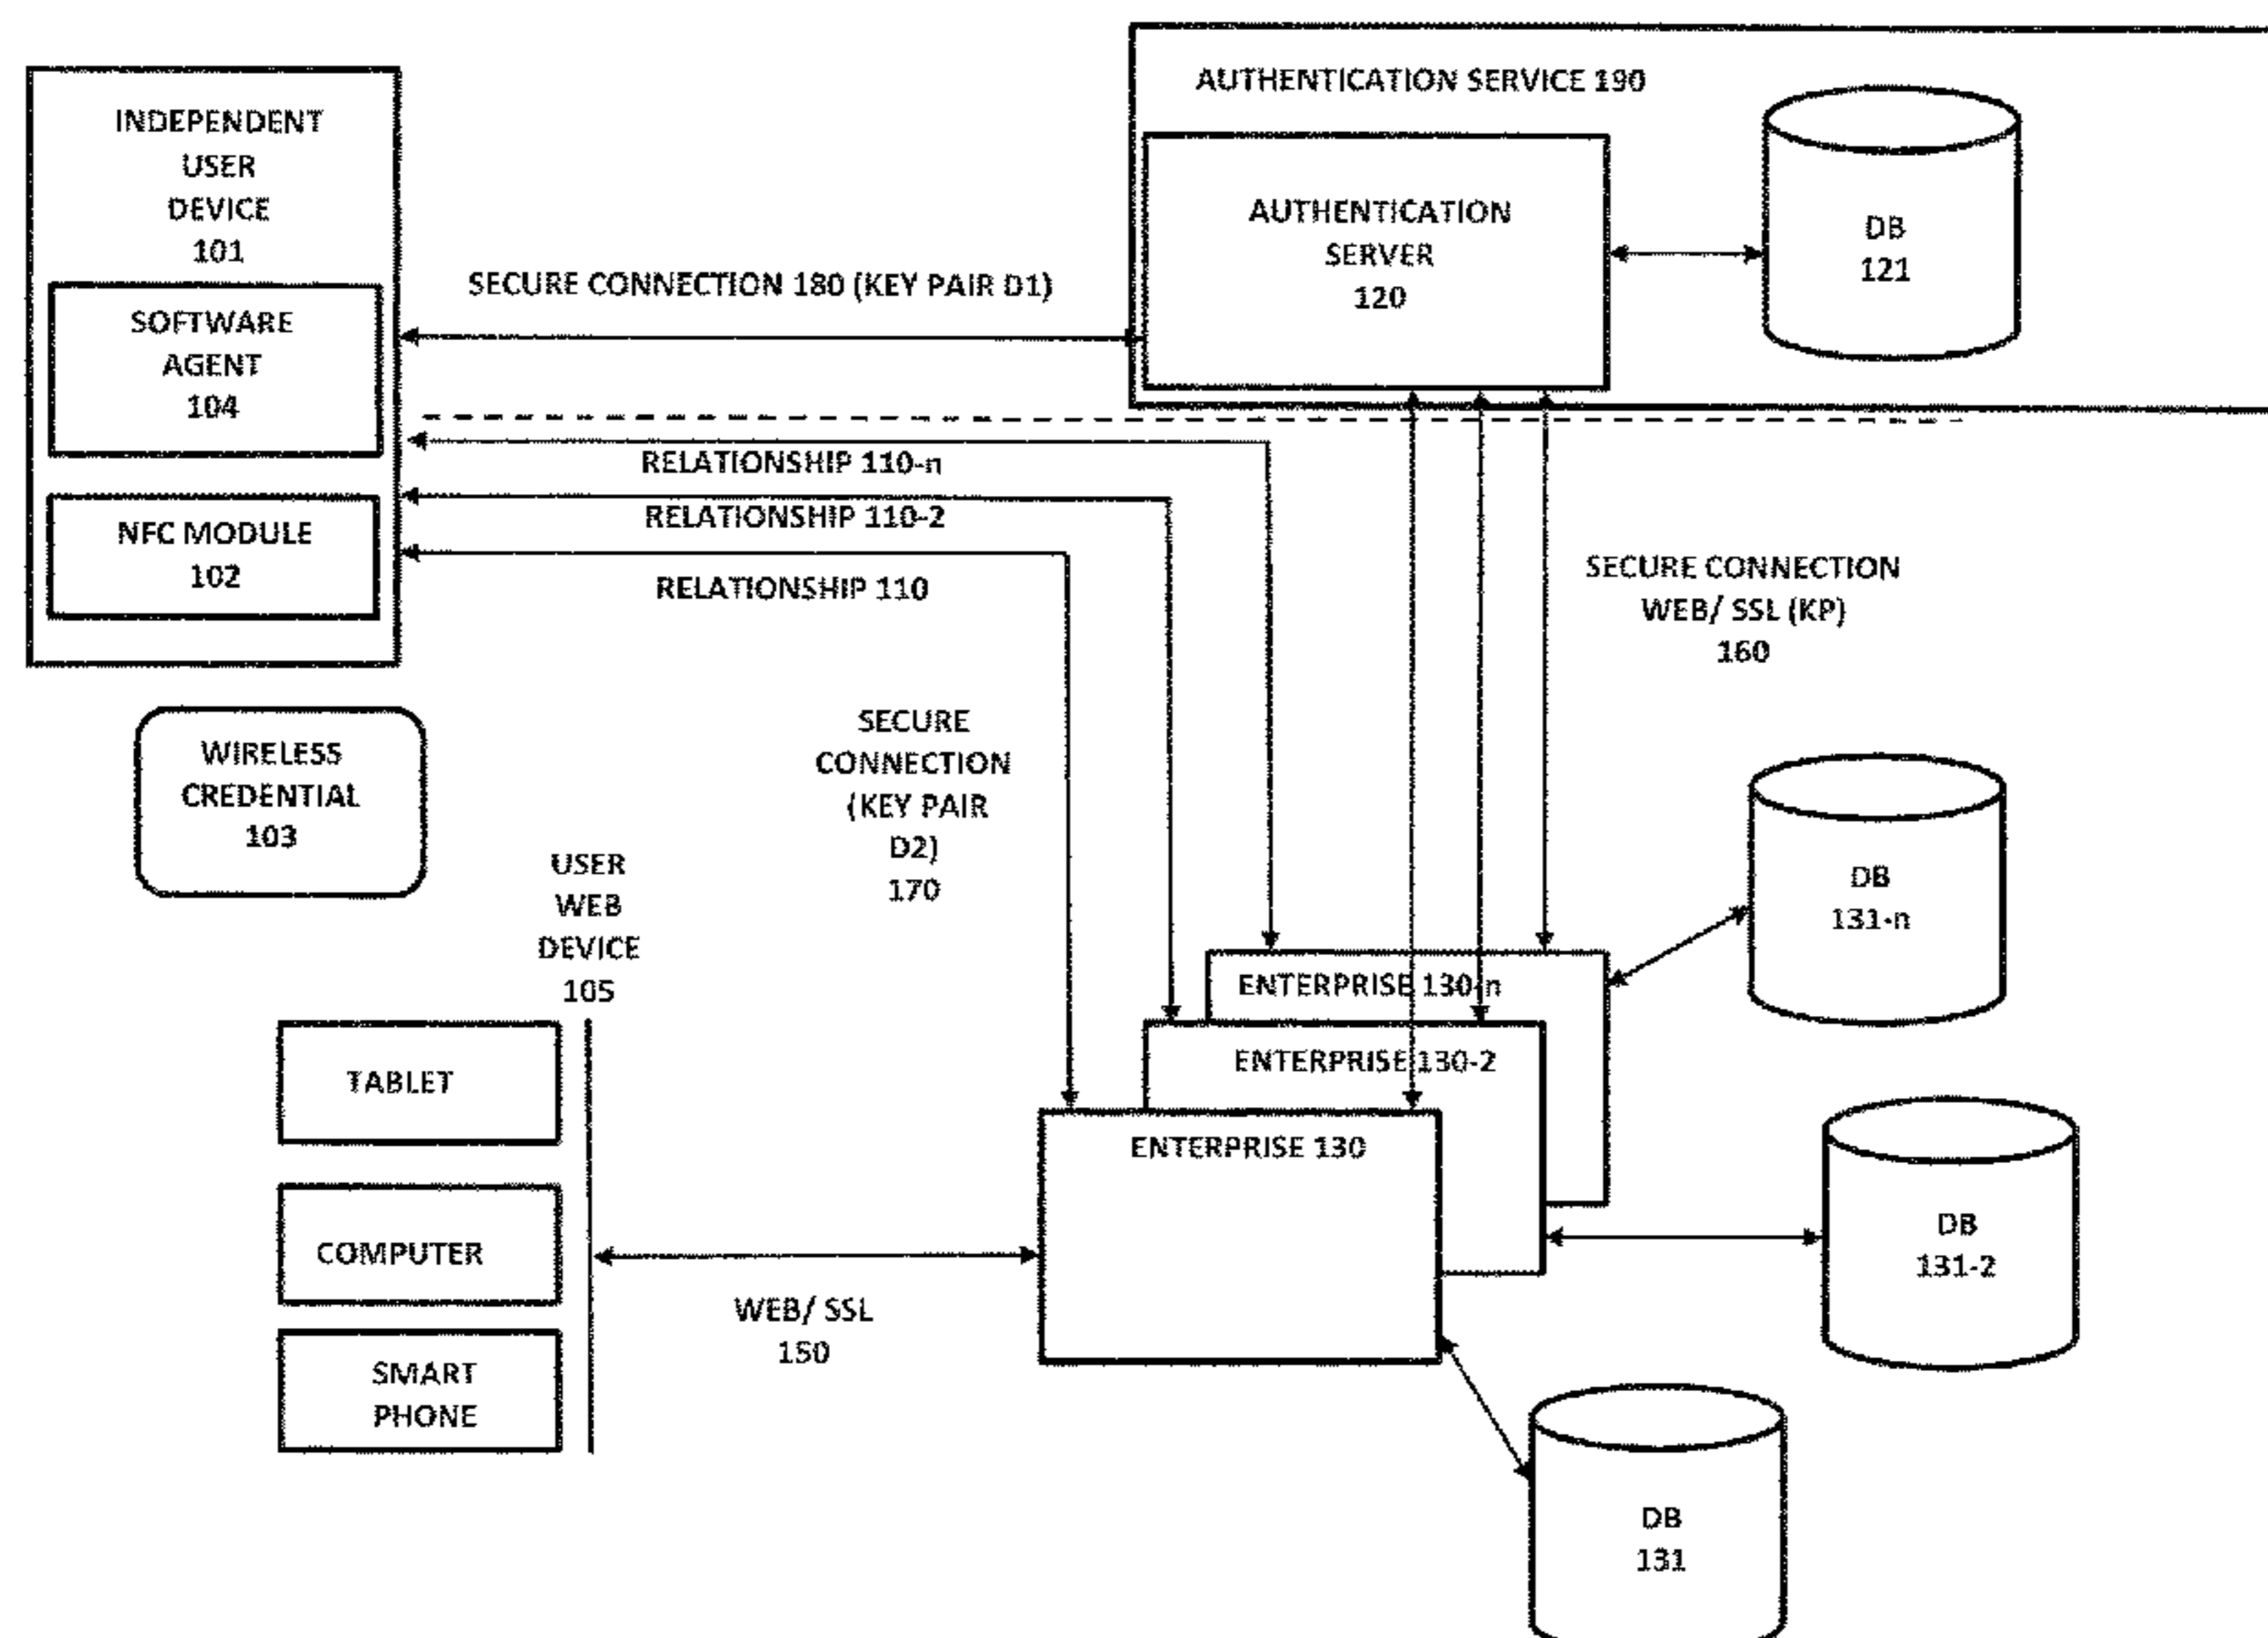 AUTHENTICATION SERVICE 190
INDEPENDENT
USER
DEVICE
101
SOFTWARE
AGENT
104
NFC MODULE
102
SECURE CONNECTION 180 (KEY PAIR D1)
AUTHENTICATION
SERVER
120
DB
121
RELATIONSHIP 110-n
RELATIONSHIP 110-2
RELATIONSHIP 110
SECURE CONNECTION
WEB/ SSL (KP)
160
WIRELESS
CREDENTIAL
103
SECURE
CONNECTION
(KEY PAIR
D2)
170
USER
WEB
DEVICE
105
DB
131-n
ENTERPRISE 130-n
ENTERPRISE 130-2
ENTERPRISE 130
TABLET
COMPUTER
SMART
PHONE
WEB/ SSL
150
DB
131-2
DB
131